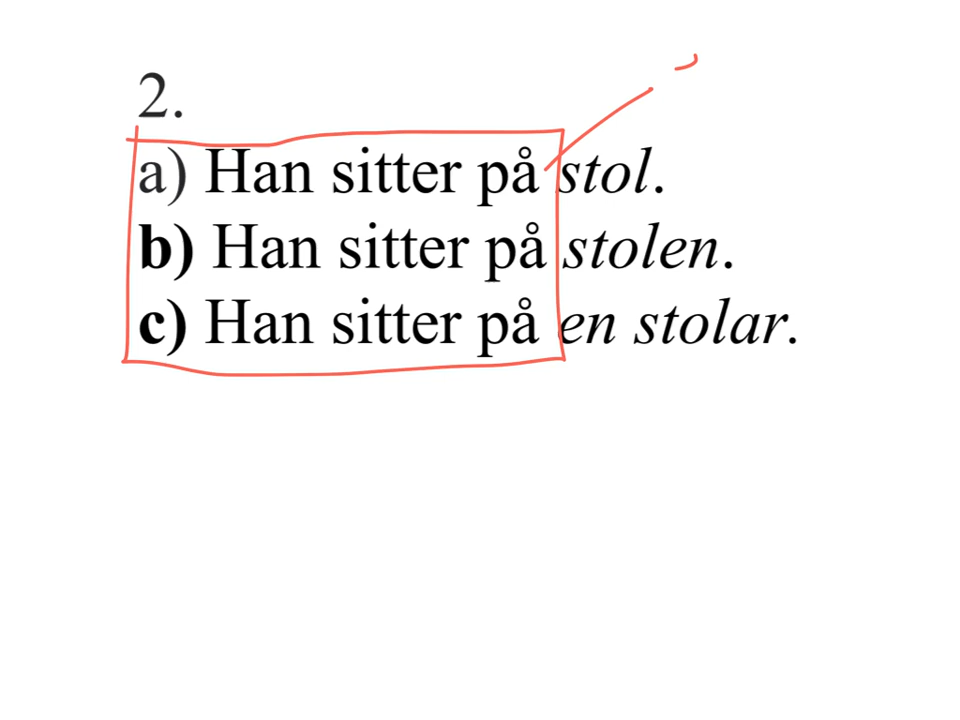 2.
a) Han sitter på stol.
b) Han sitter på stolen.
c) Han sitter på en stolar.